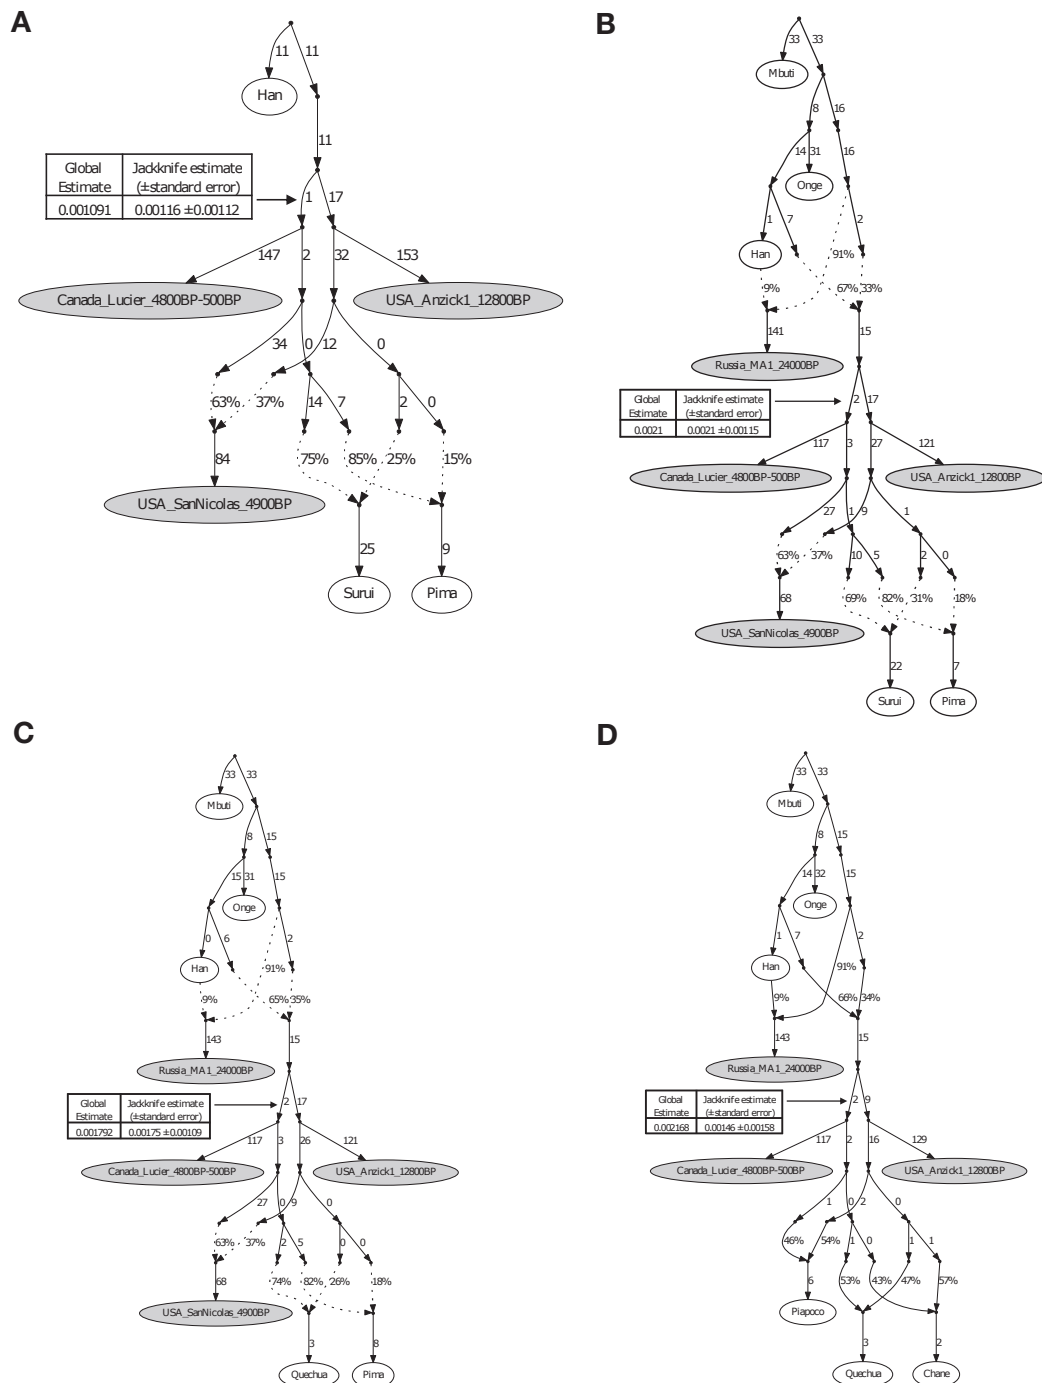 A
11 11
Han
11
Global Estimate Jackknife estimate (±standard error)
0.001091 0.00116 ±0.00112
1 17
147 2 32 153
Canada_Lucier_4800BP-500BP USA_Anzick1_12800BP
34 0 12 0
63% 37% 14 7 2 0
84 75% 85% 25% 15%
USA_SanNicolas_4900BP
25 9
Surui Pima
B
33 33
Mbuti
8 16
14 31 16
Onge
1 7 2
Han 91%
9% 67% 33%
141 15
Russia_MA1_24000BP
Global Estimate Jackknife estimate (±standard error)
0.0021 0.0021 ±0.00115
2 17
117 3 27 121
Canada_Lucier_4800BP-500BP USA_Anzick1_12800BP
27 1 9 1
63% 37% 10 5 2 0
68 69% 82% 31% 18%
USA_SanNicolas_4900BP
22 7
Surui Pima
C
33 33
Mbuti
8 15
15 31 15
Onge
0 6 2
Han 91%
9% 65% 35%
143 15
Russia_MA1_24000BP
Global Estimate Jackknife estimate (±standard error)
0.001792 0.00175 ±0.00109
2 17
117 3 26 121
Canada_Lucier_4800BP-500BP USA_Anzick1_12800BP
27 0 9 0
63% 37% 2 5 0 0
68 74% 82% 26% 18%
USA_SanNicolas_4900BP
3 8
Quechua Pima
D
33 33
Mbuti
8 15
14 32 15
Onge
1 7 2
Han 91%
9% 66% 34%
143 15
Russia_MA1_24000BP
Global Estimate Jackknife estimate (±standard error)
0.002168 0.00146 ±0.00158
2 9
117 2 16 129
Canada_Lucier_4800BP-500BP USA_Anzick1_12800BP
1 0 2 0
46% 54% 1 0 1 1
6 53% 43% 47% 57%
Piapoco
3 2
Quechua Chane